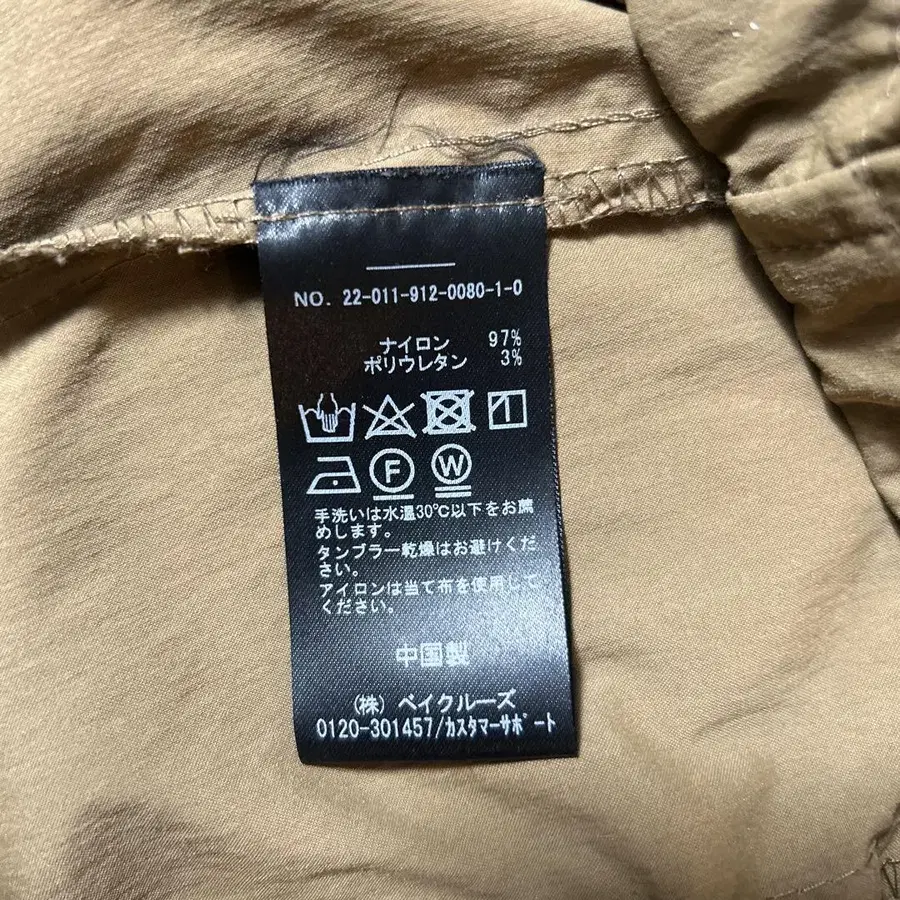 NO. 22-011-912-0080-1-0
ナイロン 97%
ポリウレタン 3%
F W
手洗いは水温30℃以下をお薦
めします。
タンブラー乾燥はお避けくだ
さい。
アイロンは当て布を使用して
ください。
中国製
(株) ベイクルーズ
0120-301457/カスタマーサポート